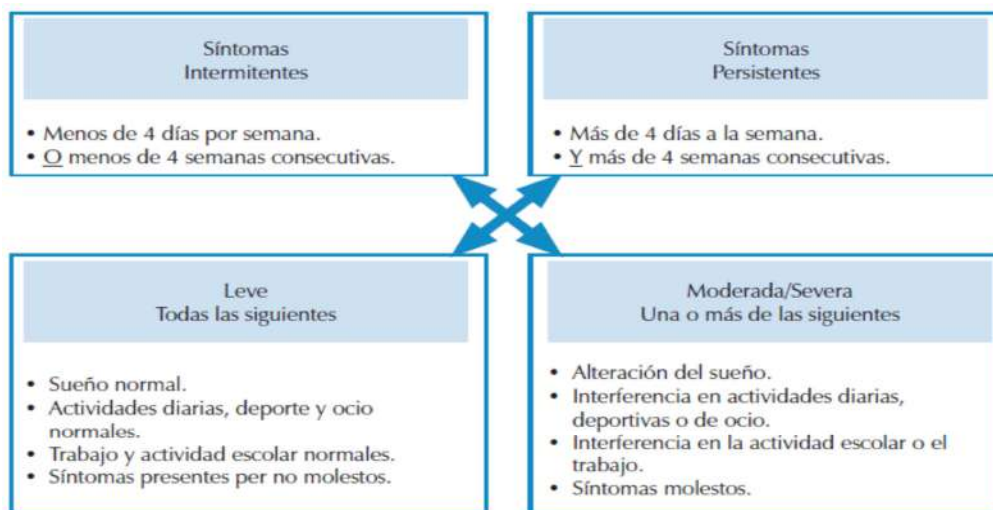 Síntomas
Intermitentes
• Menos de 4 días por semana.
• O menos de 4 semanas consecutivas.
Síntomas
Persistentes
• Más de 4 días a la semana.
• Y más de 4 semanas consecutivas.
Leve
Todas las siguientes
• Sueño normal.
• Actividades diarias, deporte y ocio
normales.
• Trabajo y actividad escolar normales.
• Síntomas presentes per no molestos.
Moderada/Severa
Una o más de las siguientes
• Alteración del sueño.
• Interferencia en actividades diarias,
deportivas o de ocio.
• Interferencia en la actividad escolar o el
trabajo.
• Síntomas molestos.